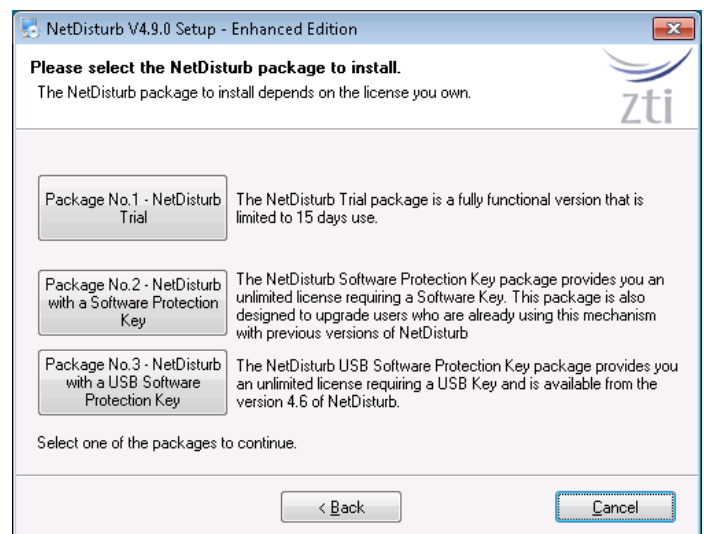 NetDisturb V4.9.0 Setup - Enhanced Edition
Please select the NetDisturb package to install.
The NetDisturb package to install depends on the license you own.
zti
Package No.1 - NetDisturb
Trial
The NetDisturb Trial package is a fully functional version that is
limited to 15 days use.
Package No.2 - NetDisturb
with a Software Protection
Key
The NetDisturb Software Protection Key package provides you an
unlimited license requiring a Software Key. This package is also
designed to upgrade users who are already using this mechanism
with previous versions of NetDisturb
Package No.3 - NetDisturb
with a USB Software
Protection Key
The NetDisturb USB Software Protection Key package provides you
an unlimited license requiring a USB Key and is available from the
version 4.6 of NetDisturb.
Select one of the packages to continue.
< Back
Cancel